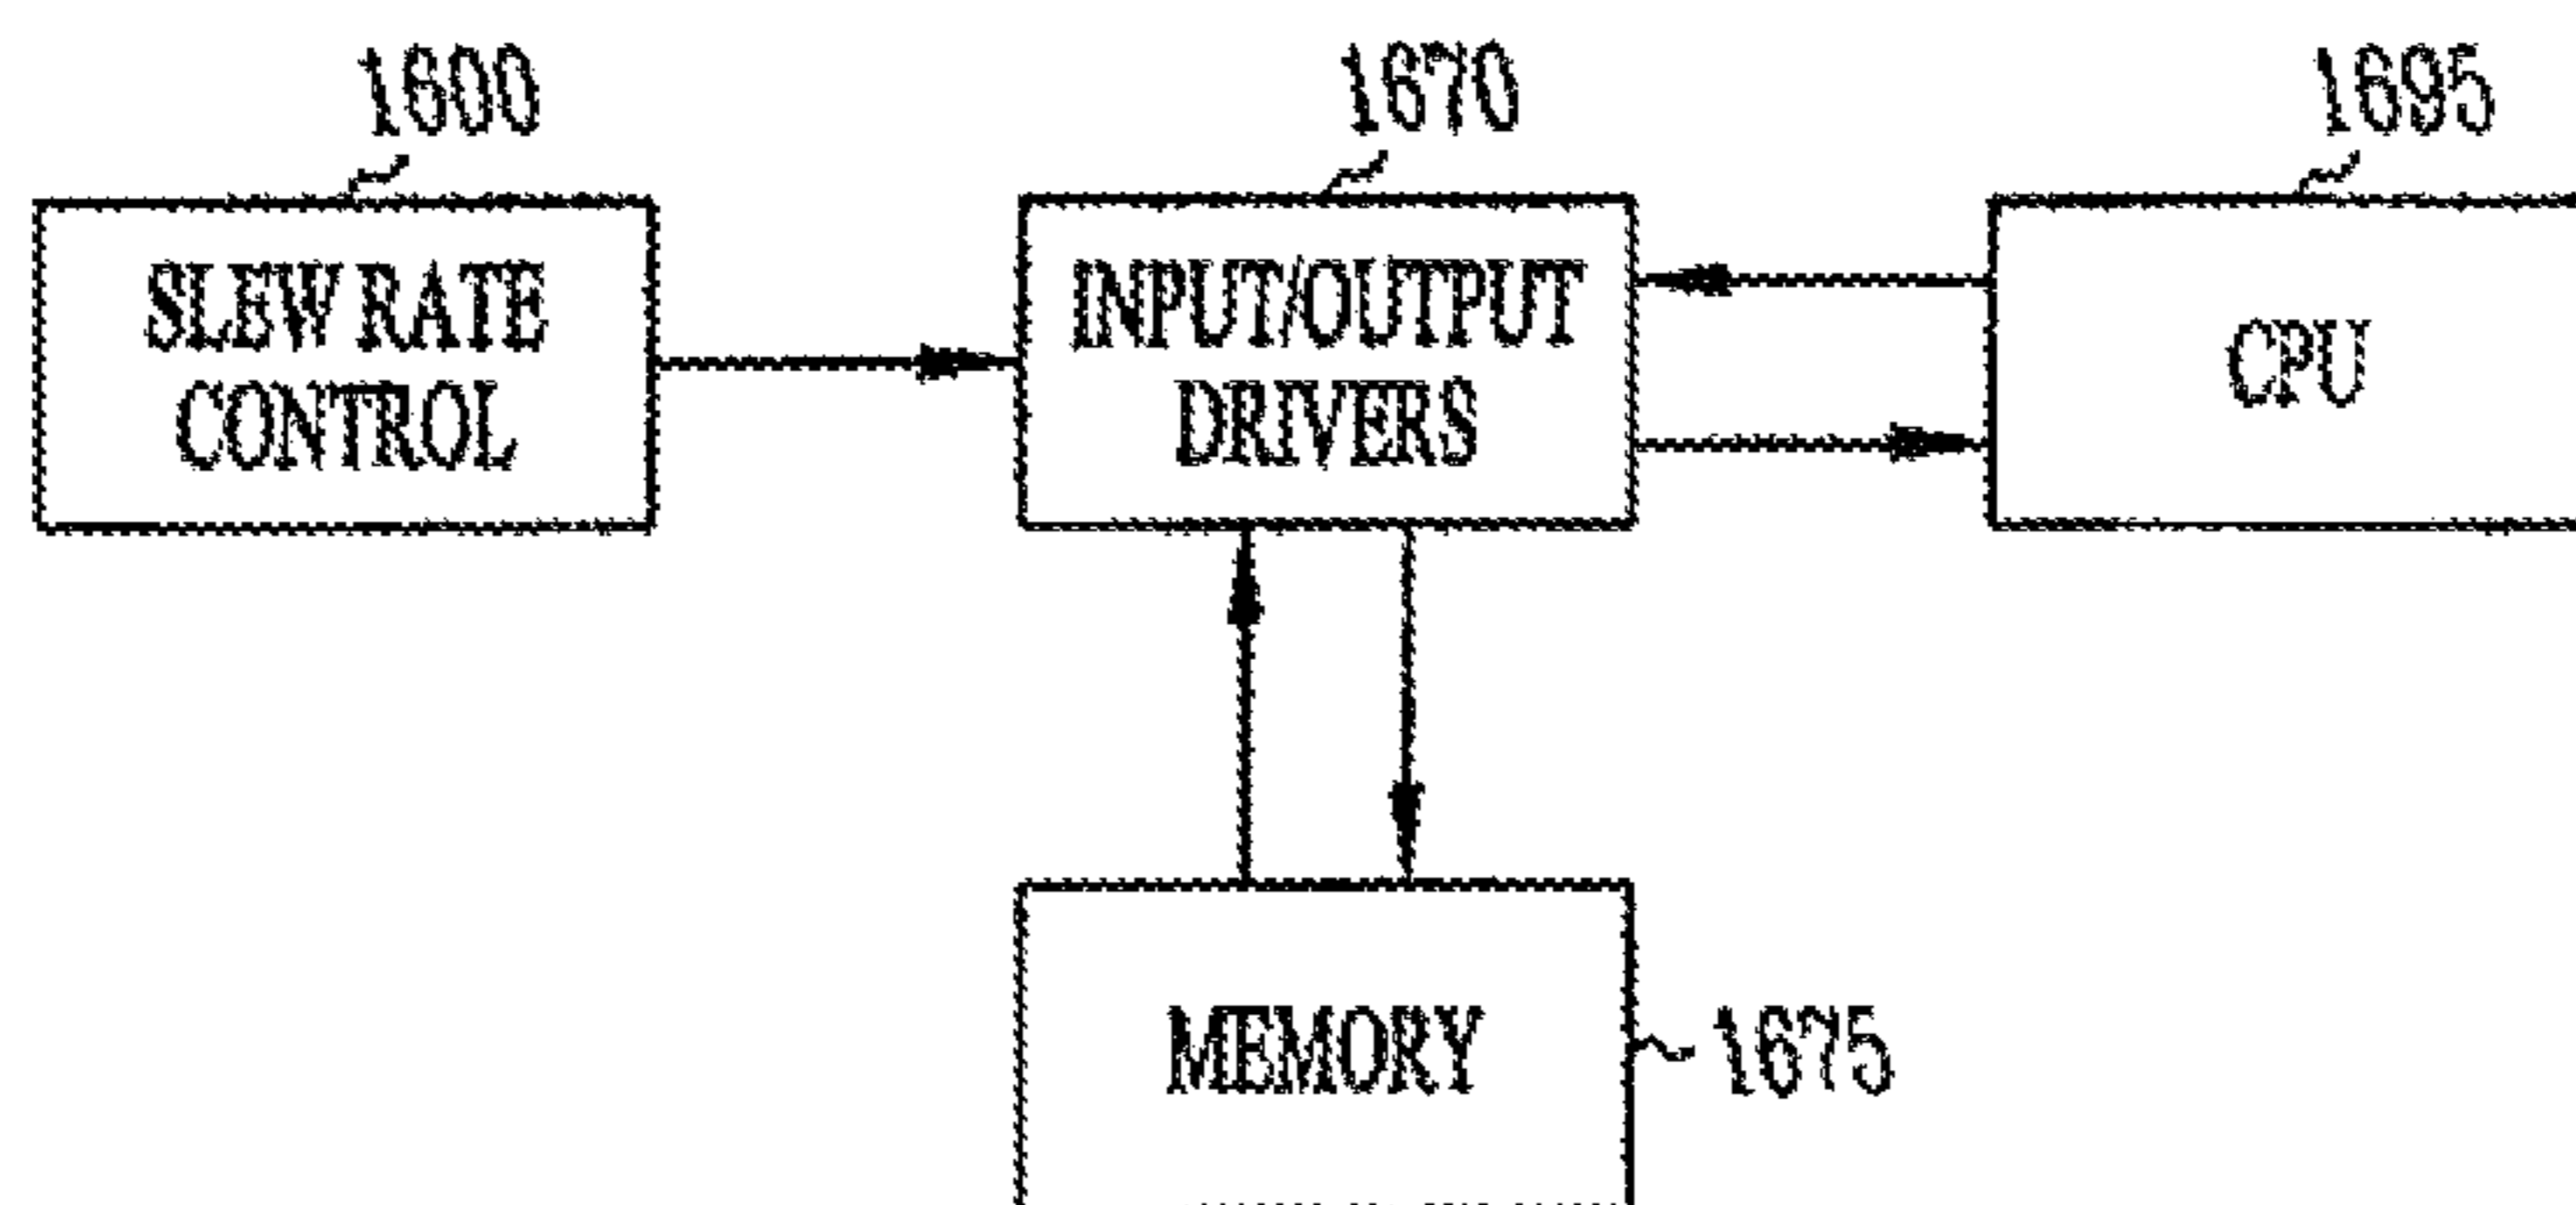 1600
1670
1695
SLEW RATE
CONTROL
INPUT/OUTPUT
DRIVERS
CPU
MEMORY
1675